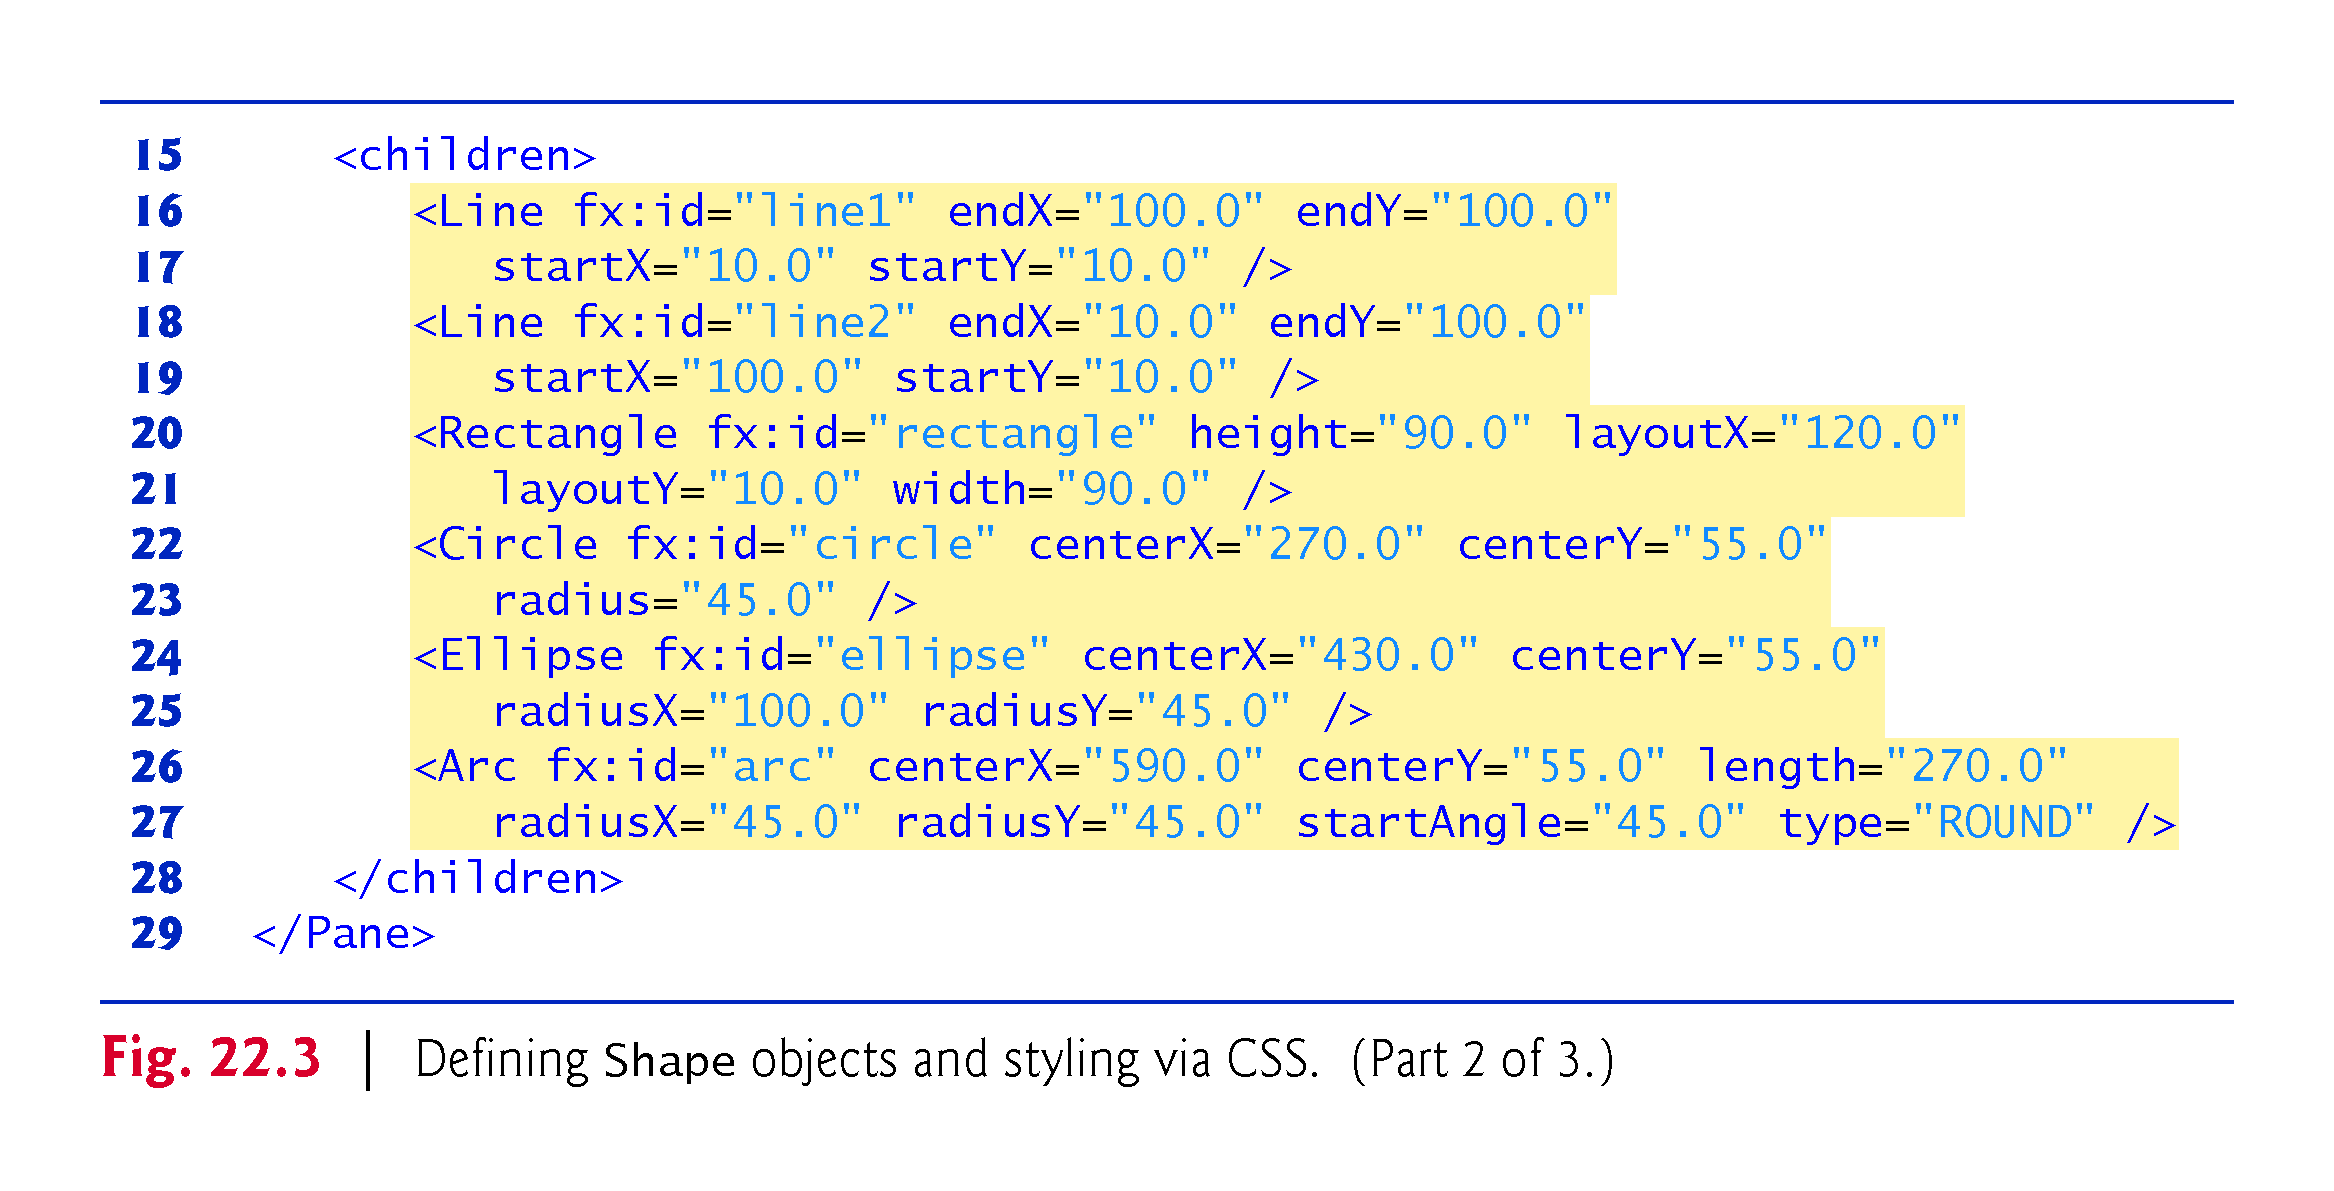 15 <children>
16 <Line fx:id="line1" endX="100.0" endY="100.0"
17 startX="10.0" startY="10.0" />
18 <Line fx:id="line2" endX="10.0" endY="100.0"
19 startX="100.0" startY="10.0" />
20 <Rectangle fx:id="rectangle" height="90.0" layoutX="120.0"
21 layoutY="10.0" width="90.0" />
22 <Circle fx:id="circle" centerX="270.0" centerY="55.0"
23 radius="45.0" />
24 <Ellipse fx:id="ellipse" centerX="430.0" centerY="55.0"
25 radiusX="100.0" radiusY="45.0" />
26 <Arc fx:id="arc" centerX="590.0" centerY="55.0" length="270.0"
27 radiusX="45.0" radiusY="45.0" startAngle="45.0" type="ROUND" />
28 </children>
29 </Pane>
Fig. 22.3 | Defining Shape objects and styling via CSS. (Part 2 of 3.)